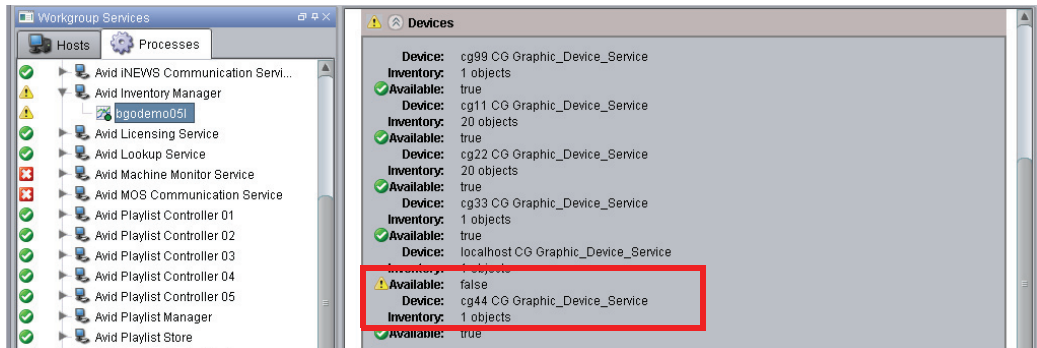 Workgroup Services
Hosts
Processes
Avid iNEWS Communication Servi...
Avid Inventory Manager
bgodemo05l
Avid Licensing Service
Avid Lookup Service
Avid Machine Monitor Service
Avid MOS Communication Service
Avid Playlist Controller 01
Avid Playlist Controller 02
Avid Playlist Controller 03
Avid Playlist Controller 04
Avid Playlist Controller 05
Avid Playlist Manager
Avid Playlist Store
Devices
Device: cg99 CG Graphic_Device_Service
Inventory: 1 objects
Available: true
Device: cg11 CG Graphic_Device_Service
Inventory: 20 objects
Available: true
Device: cg22 CG Graphic_Device_Service
Inventory: 20 objects
Available: true
Device: cg33 CG Graphic_Device_Service
Inventory: 1 objects
Available: true
Device: localhost CG Graphic_Device_Service
Inventory: 1 objects
Available: false
Device: cg44 CG Graphic_Device_Service
Inventory: 1 objects
Available: true